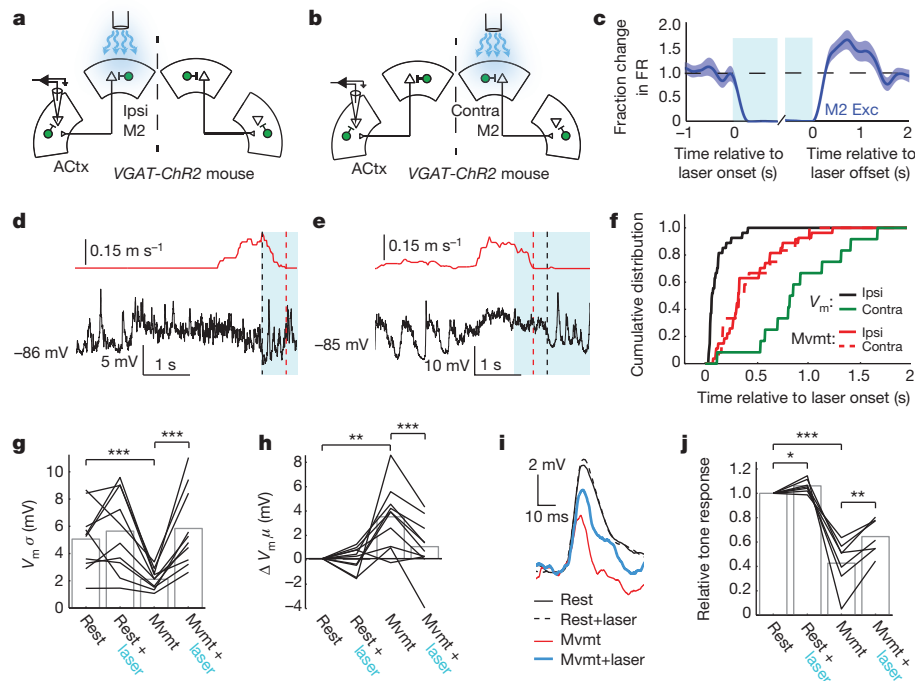 a
Ipsi
M2
ACtx
VGAT-ChR2 mouse
b
Contra
M2
ACtx
VGAT-ChR2 mouse
c
Fraction change
in FR
2.0
1.0
0
M2 Exc
−1 0 0 2
Time relative to
laser onset (s)
Time relative to
laser offset (s)
d
0.15 m s⁻¹
−86 mV
5 mV
1 s
e
0.15 m s⁻¹
−85 mV
10 mV
1 s
f
Cumulative distribution
1.0
0.8
0.6
0.4
0.2
0
Vm:
Ipsi
Contra
Mvmt:
Ipsi
Contra
0 0.5 1.0 1.5 2
Time relative to laser onset (s)
g
Vm σ (mV)
10
8
6
4
2
0
***
***
Rest
Rest +
laser
Mvmt
Mvmt +
laser
h
Δ Vm μ (mV)
8
6
4
2
0
−2
−4
**
***
Rest
Rest +
laser
Mvmt
Mvmt +
laser
i
2 mV
10 ms
Rest
Rest+laser
Mvmt
Mvmt+laser
j
Relative tone response
1.2
1.0
0.8
0.6
0.4
0.2
0
***
*
**
Rest
Rest +
laser
Mvmt
Mvmt +
laser